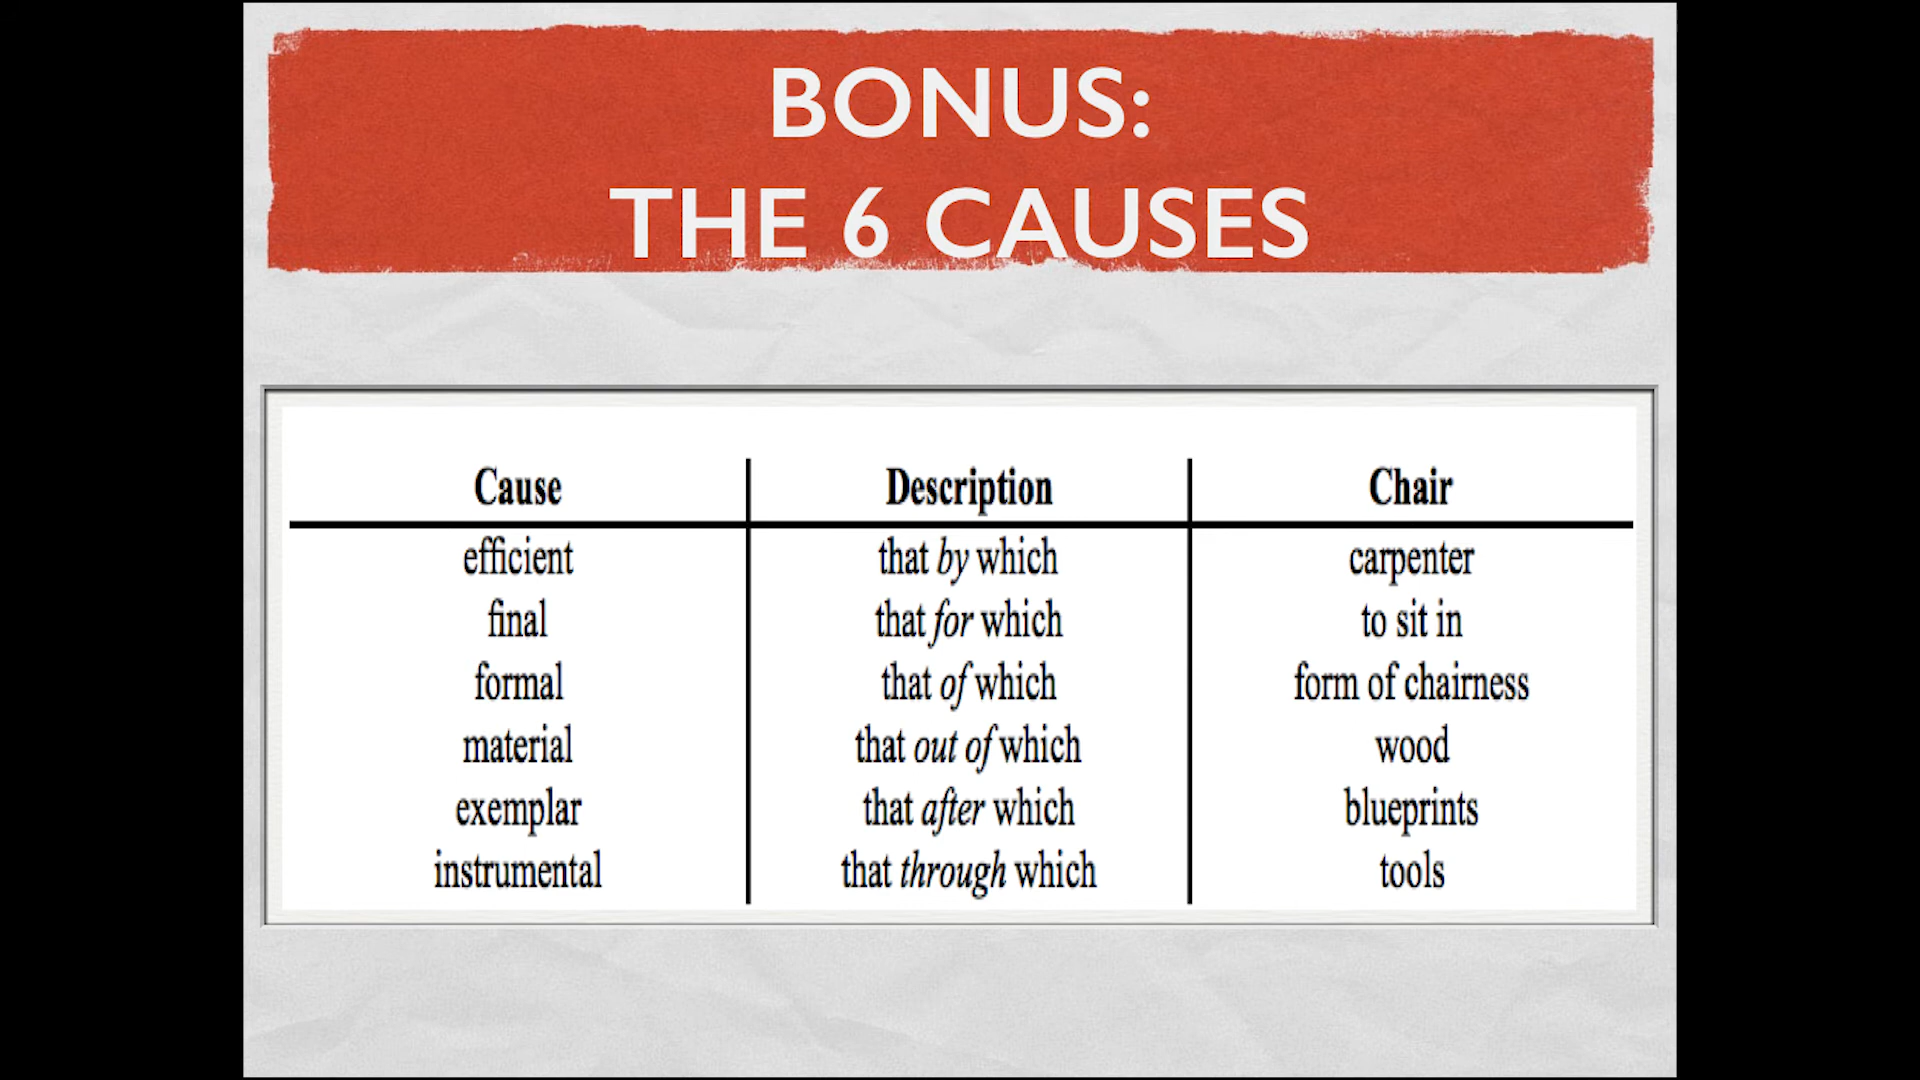 BONUS:
THE 6 CAUSES
Cause Description Chair
efficient that by which carpenter
final that for which to sit in
formal that of which form of chairness
material that out of which wood
exemplar that after which blueprints
instrumental that through which tools